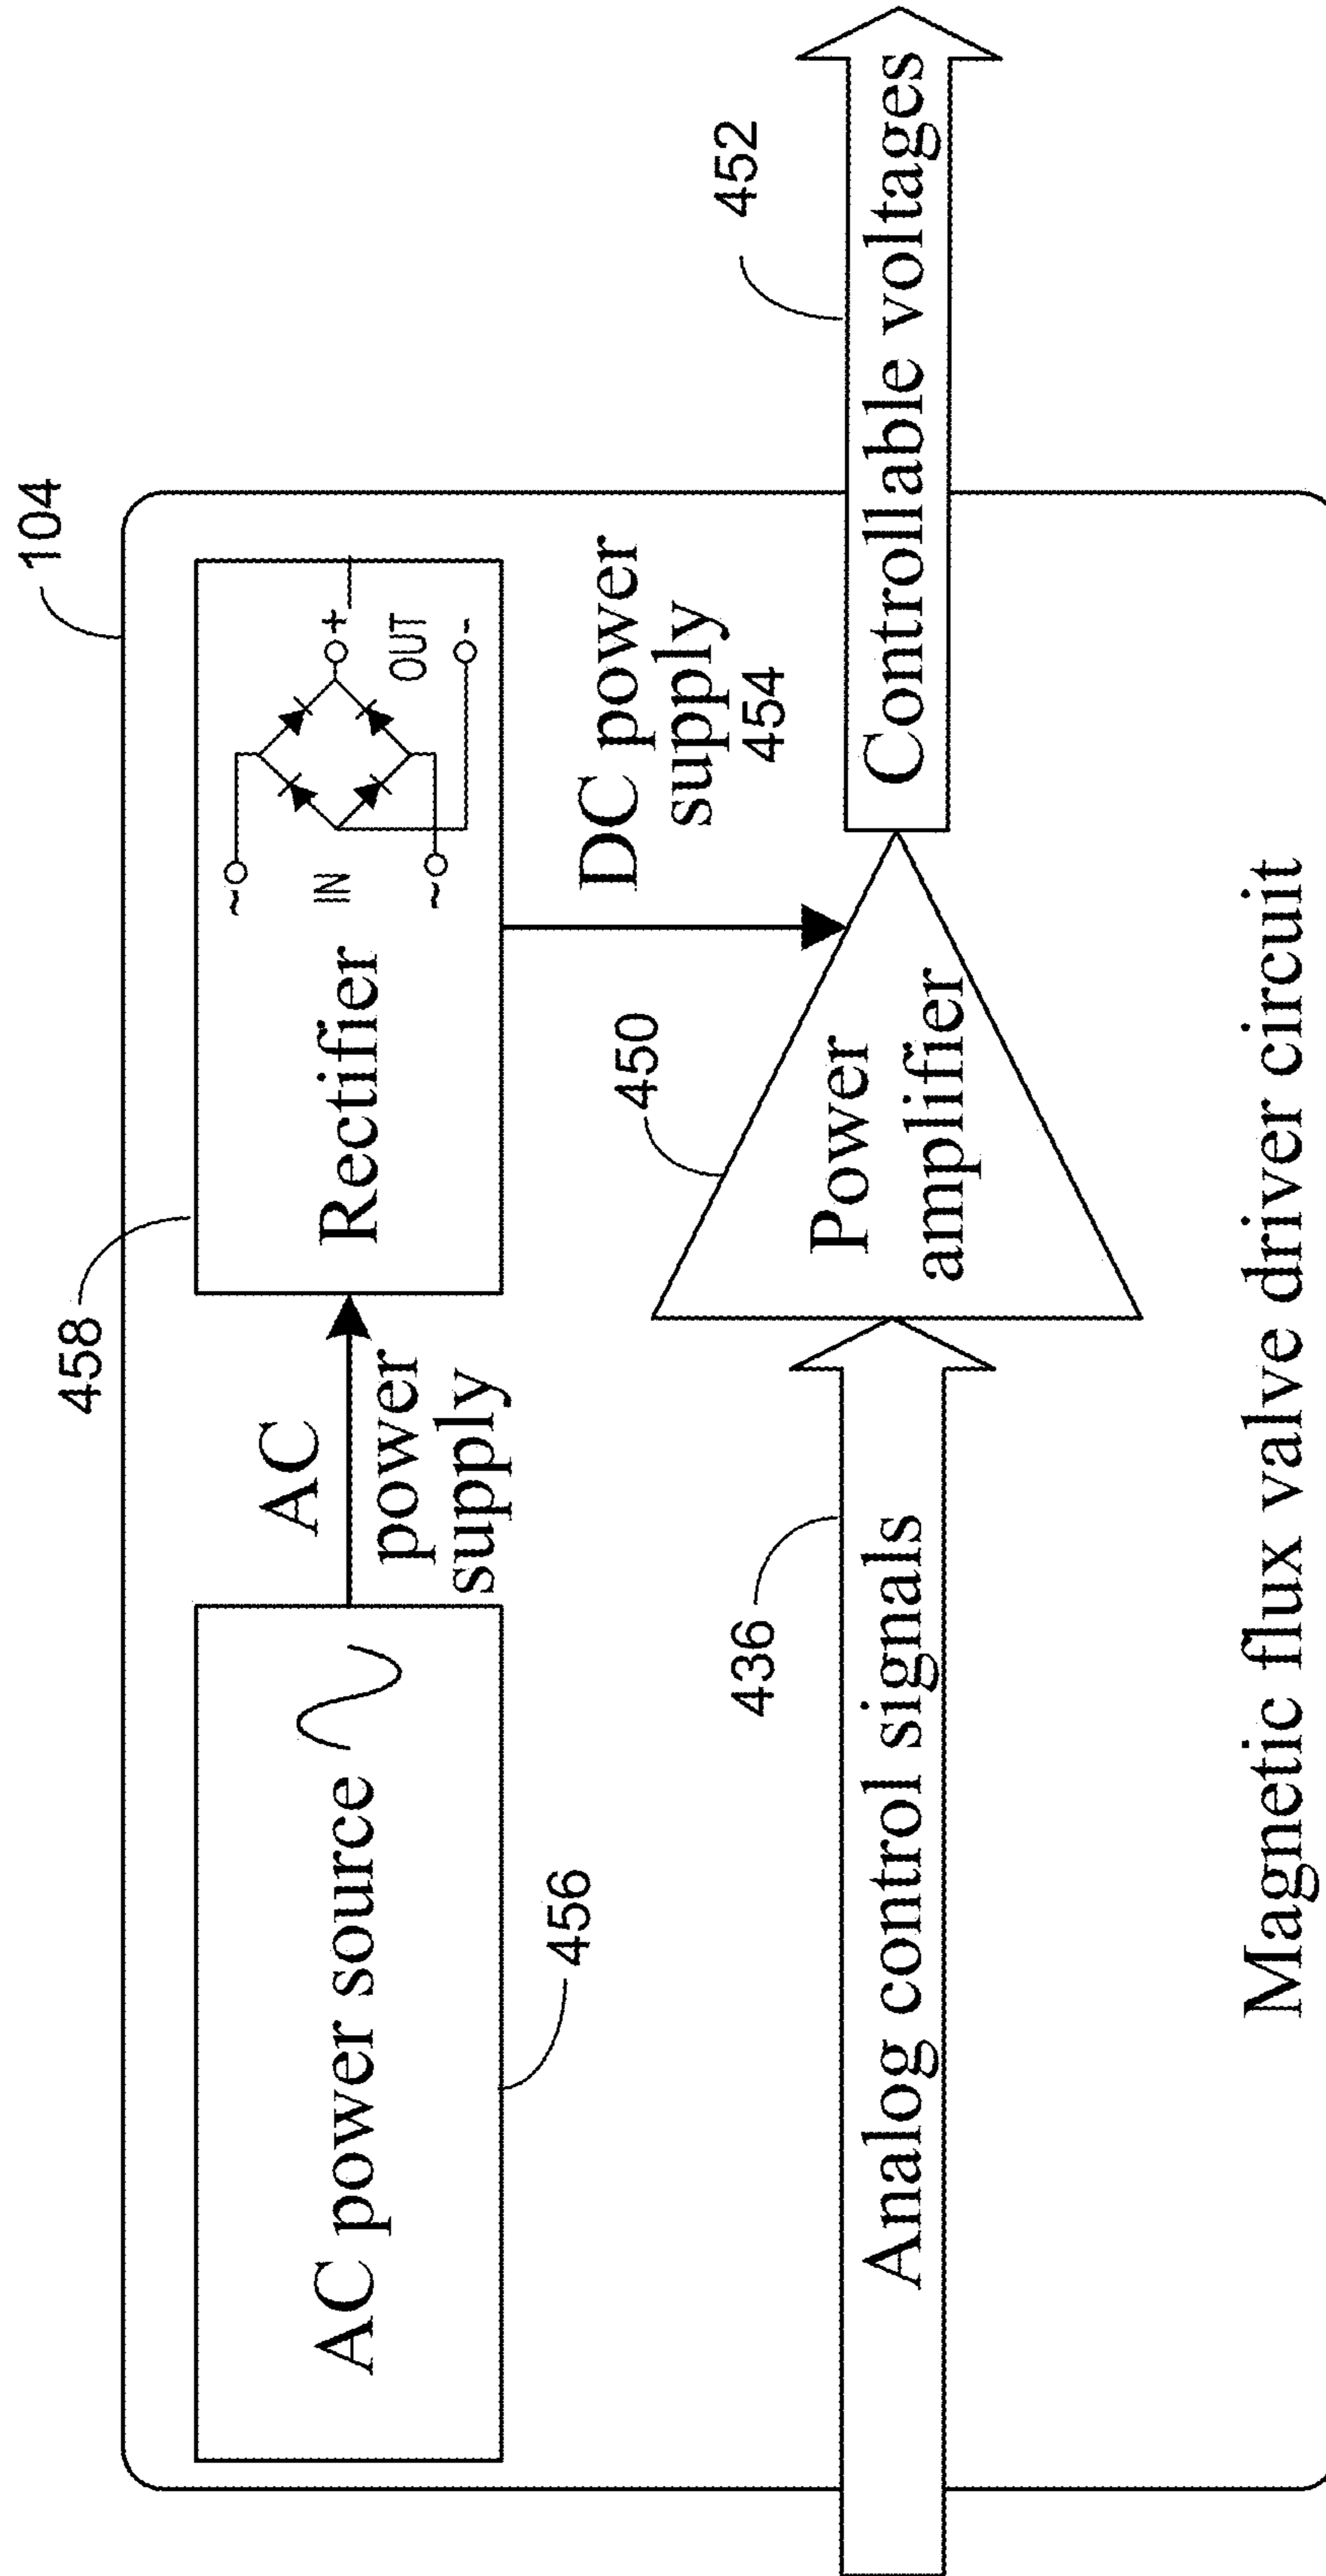 104
458
AC power source
456
AC
power
supply
Rectifier
~
IN
~
+
OUT
-
DC power
supply
454
450
Power
amplifier
436
Analog control signals
452
Controllable voltages
Magnetic flux valve driver circuit